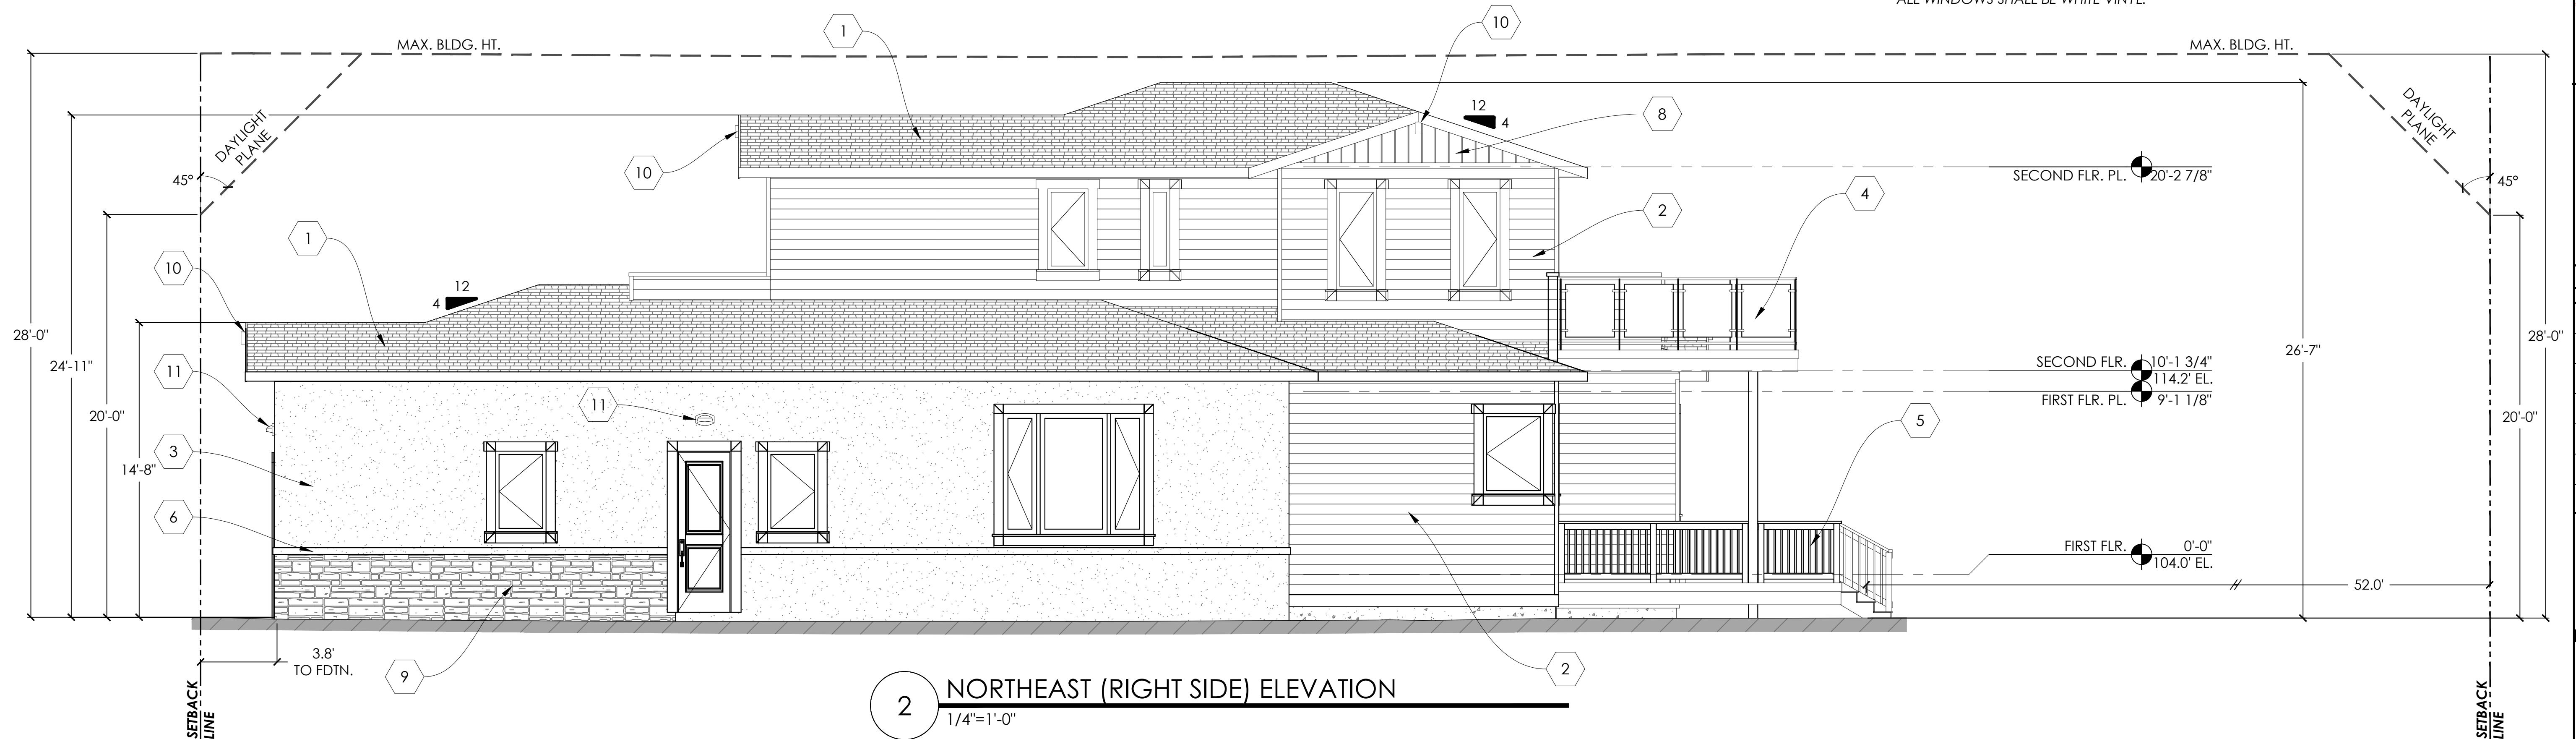 ALL WINDOWS SHALL BE WHITE VINYL.
10
1
MAX. BLDG. HT.
MAX. BLDG. HT.
12
4
8
DAYLIGHT
PLANE
DAYLIGHT
PLANE
1
10
45°
SECOND FLR. PL.
20'-2 7/8"
45°
4
2
1
10
12
4
28'-0"
24'-11"
20'-0"
14'-8"
11
11
3
6
SECOND FLR.
10'-1 3/4"
114.2' EL.
FIRST FLR. PL.
9'-1 1/8"
26'-7"
28'-0"
20'-0"
5
FIRST FLR.
0'-0"
104.0' EL.
52.0'
3.8'
TO FDTN.
9
2
2
NORTHEAST (RIGHT SIDE) ELEVATION
1/4"=1'-0"
SETBACK
LINE
SETBACK
LINE